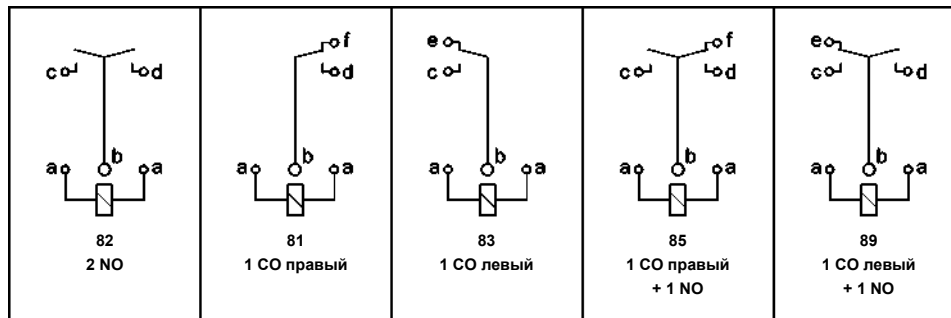 c d
b
a a
82
2 NO
f
d
b
a a
81
1 CO правый
e
c
b
a a
83
1 CO левый
f
c d
b
a a
85
1 CO правый
+ 1 NO
e
c d
b
a a
89
1 CO левый
+ 1 NO